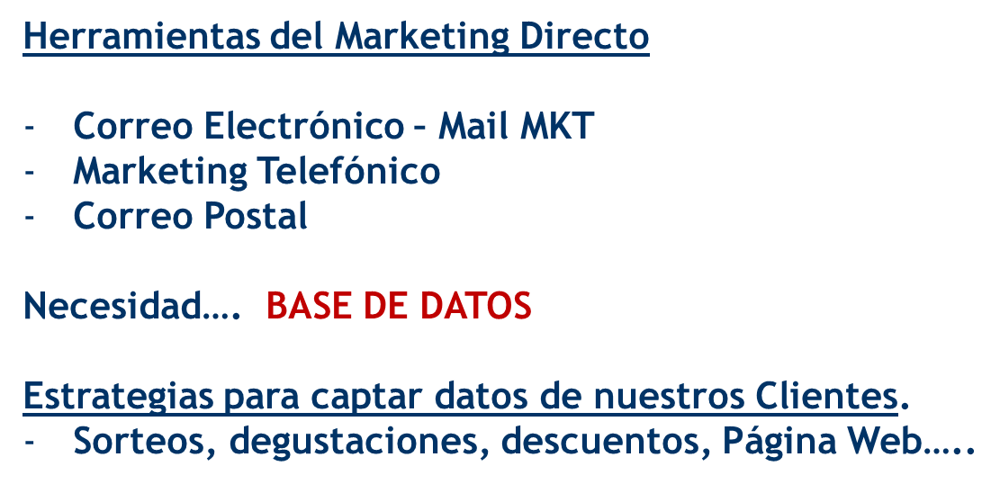 Herramientas del Marketing Directo
- Correo Electrónico – Mail MKT
- Marketing Telefónico
- Correo Postal
Necesidad…. BASE DE DATOS
Estrategias para captar datos de nuestros Clientes.
- Sorteos, degustaciones, descuentos, Página Web…..